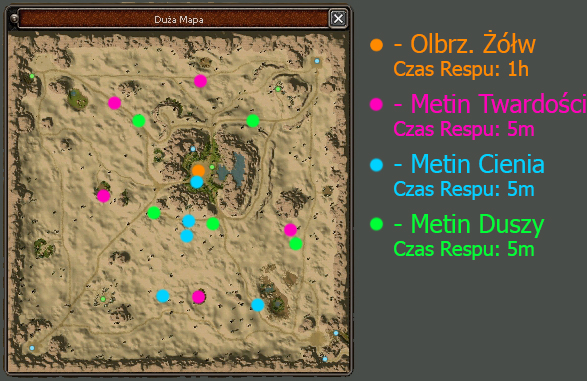 Duża Mapa
- Olbrz. Żółw
Czas Respu: 1h
- Metin Twardości
Czas Respu: 5m
- Metin Cienia
Czas Respu: 5m
- Metin Duszy
Czas Respu: 5m